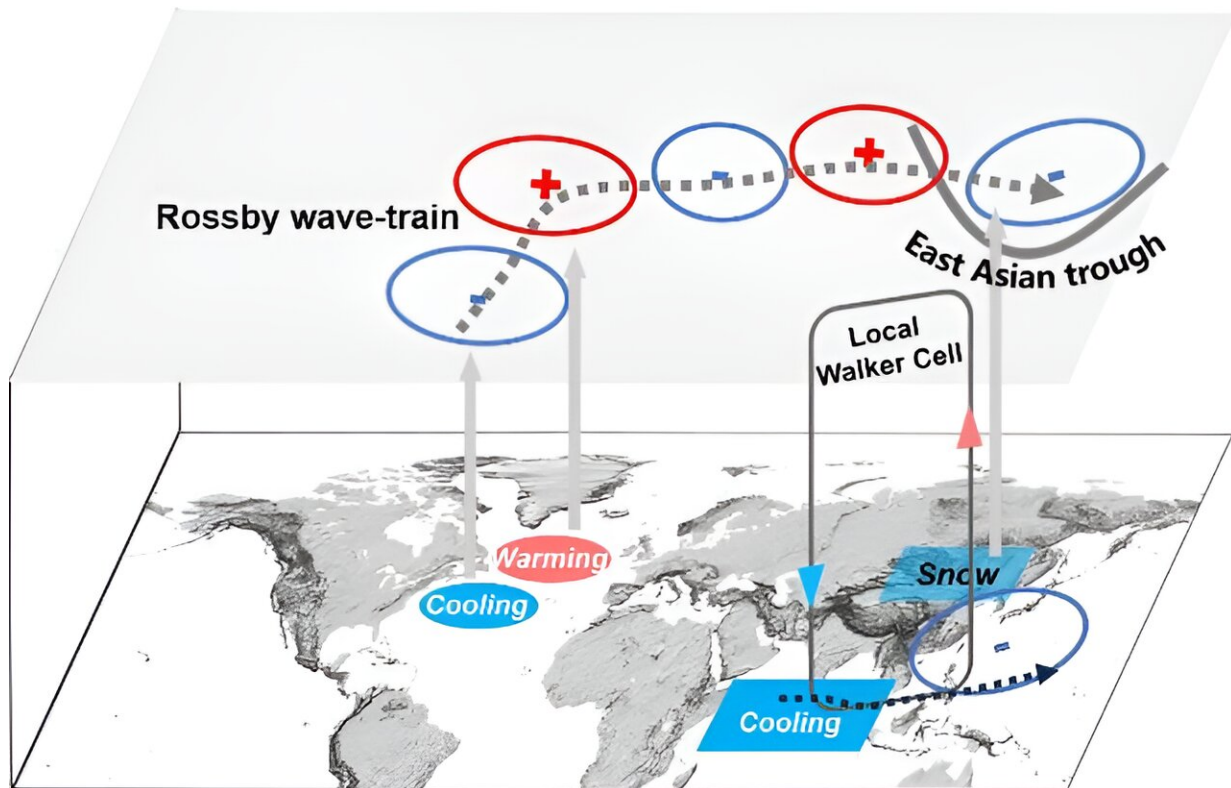 Rossby wave-train
East Asian trough
Local
Walker Cell
Warming
Snow
Cooling
Cooling